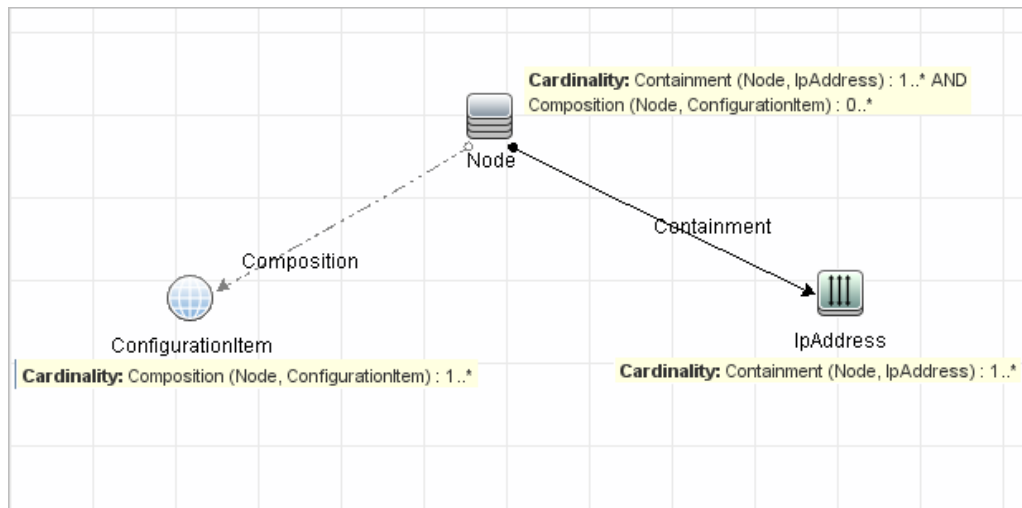 Cardinality: Containment (Node, IpAddress) : 1..* AND
Composition (Node, ConfigurationItem) : 0..*
Node
Containment
Composition
IpAddress
ConfigurationItem
Cardinality: Containment (Node, IpAddress) : 1..*
Cardinality: Composition (Node, ConfigurationItem) : 1..*